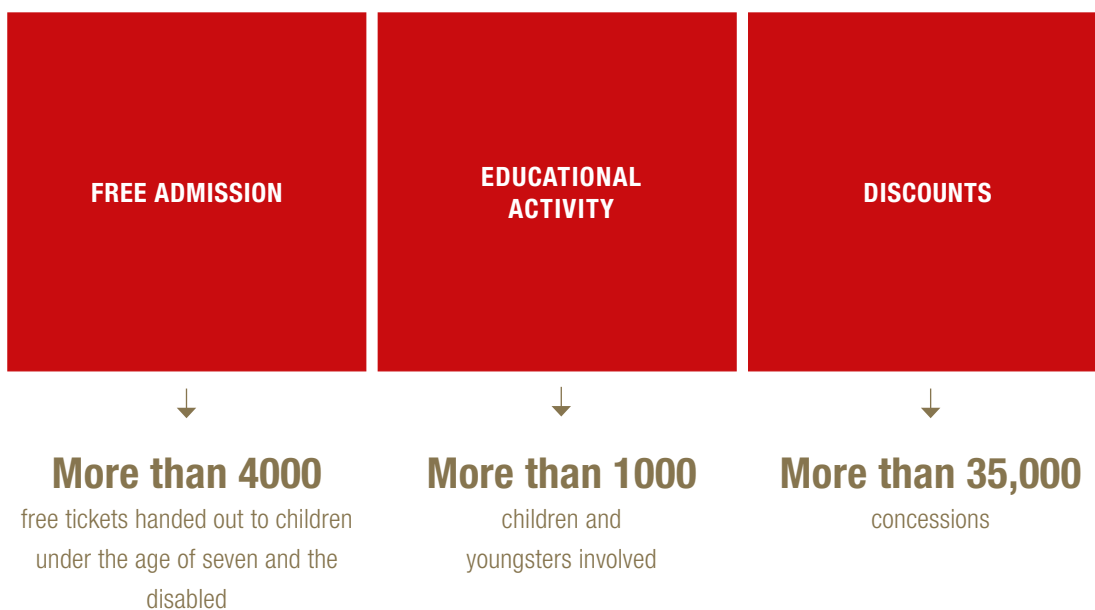 FREE ADMISSION
EDUCATIONAL
ACTIVITY
DISCOUNTS
More than 4000
free tickets handed out to children
under the age of seven and the
disabled
More than 1000
children and
youngsters involved
More than 35,000
concessions